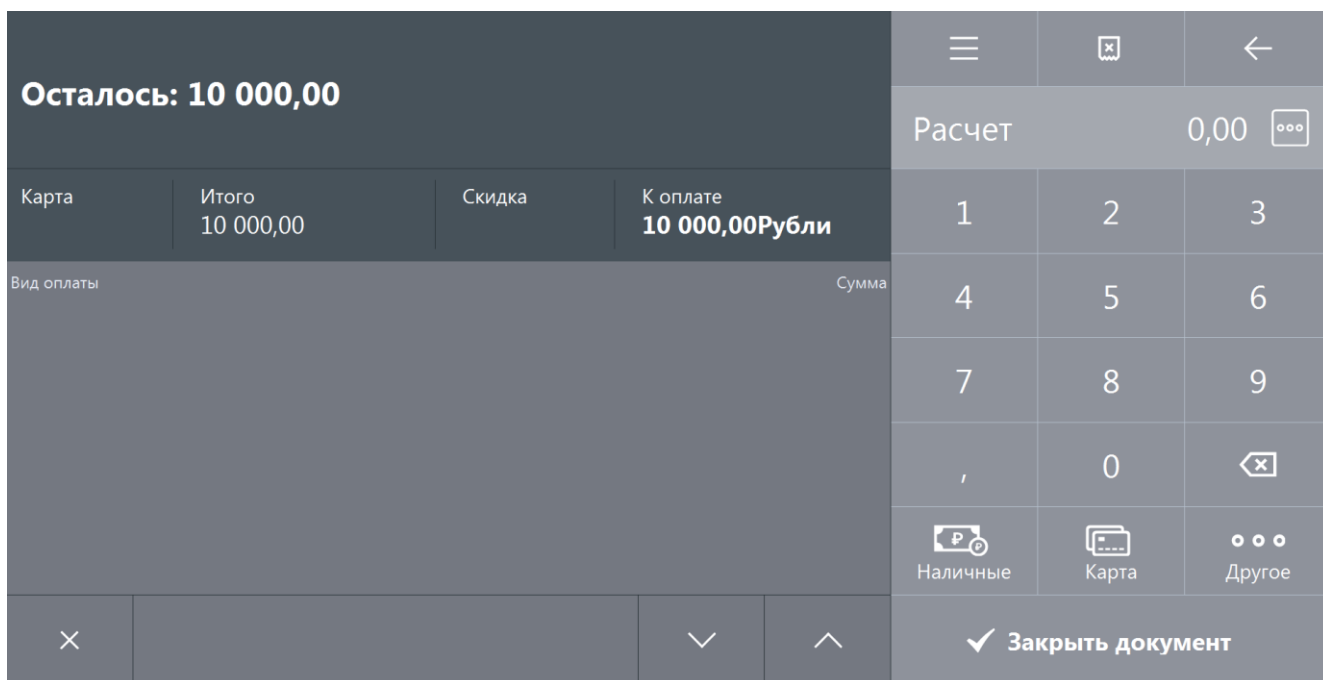 Осталось: 10 000,00
Карта Итого Скидка К оплате
10 000,00 10 000,00Рубли
Вид оплаты Сумма
Расчет 0,00
1 2 3
4 5 6
7 8 9
, 0
Наличные Карта Другое
Закрыть документ